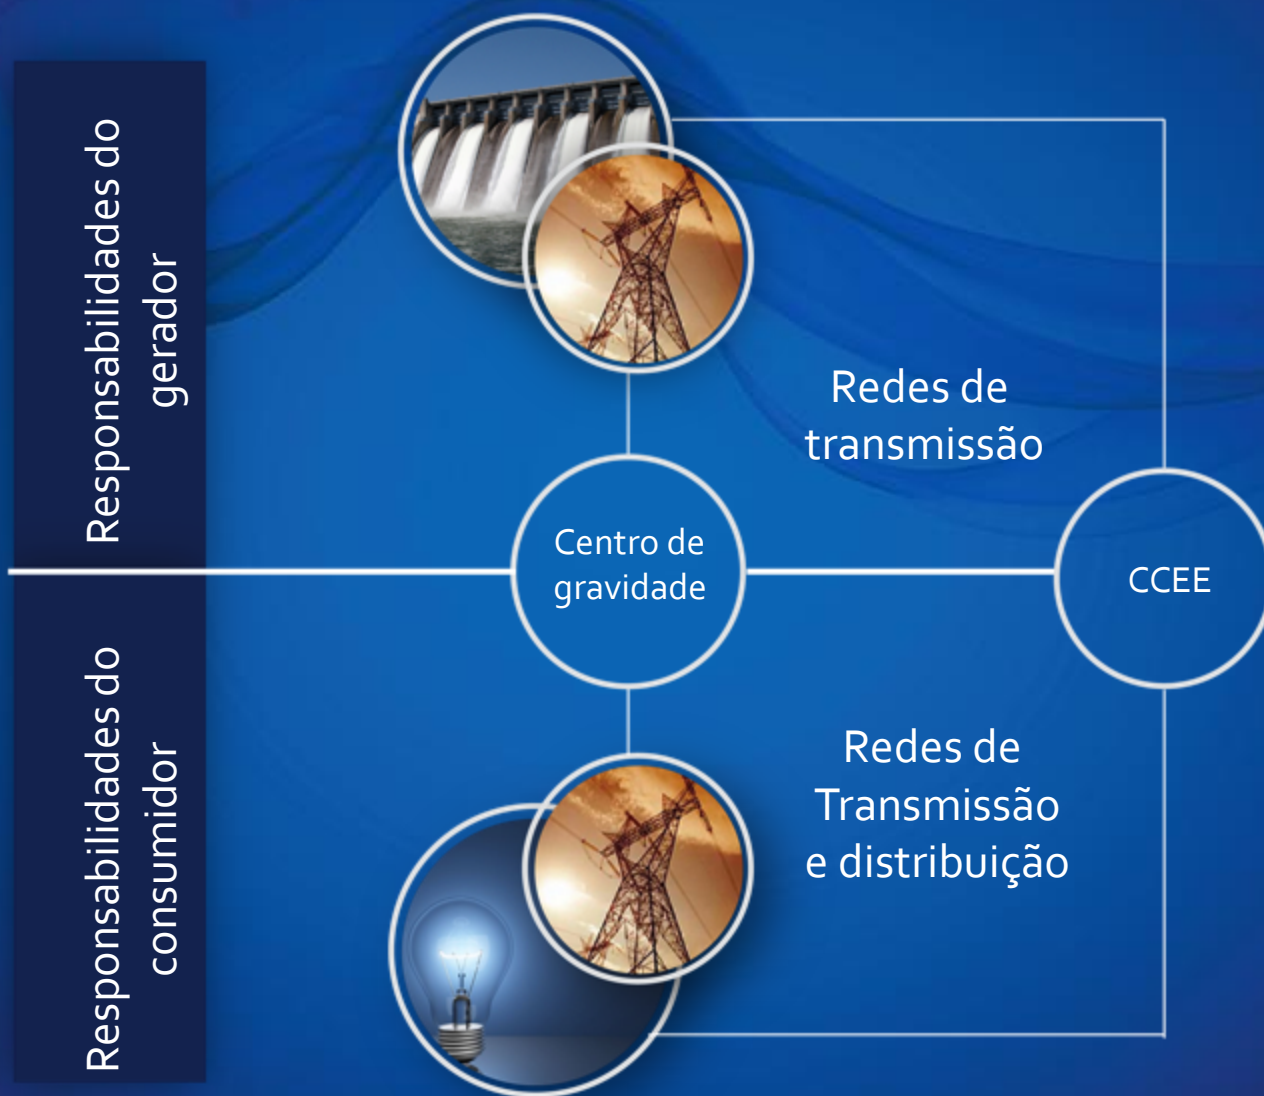 Responsabilidades do
gerador
Redes de
transmissão
Centro de
gravidade
CCEE
Responsabilidades do
consumidor
Redes de
Transmissão
e distribuição